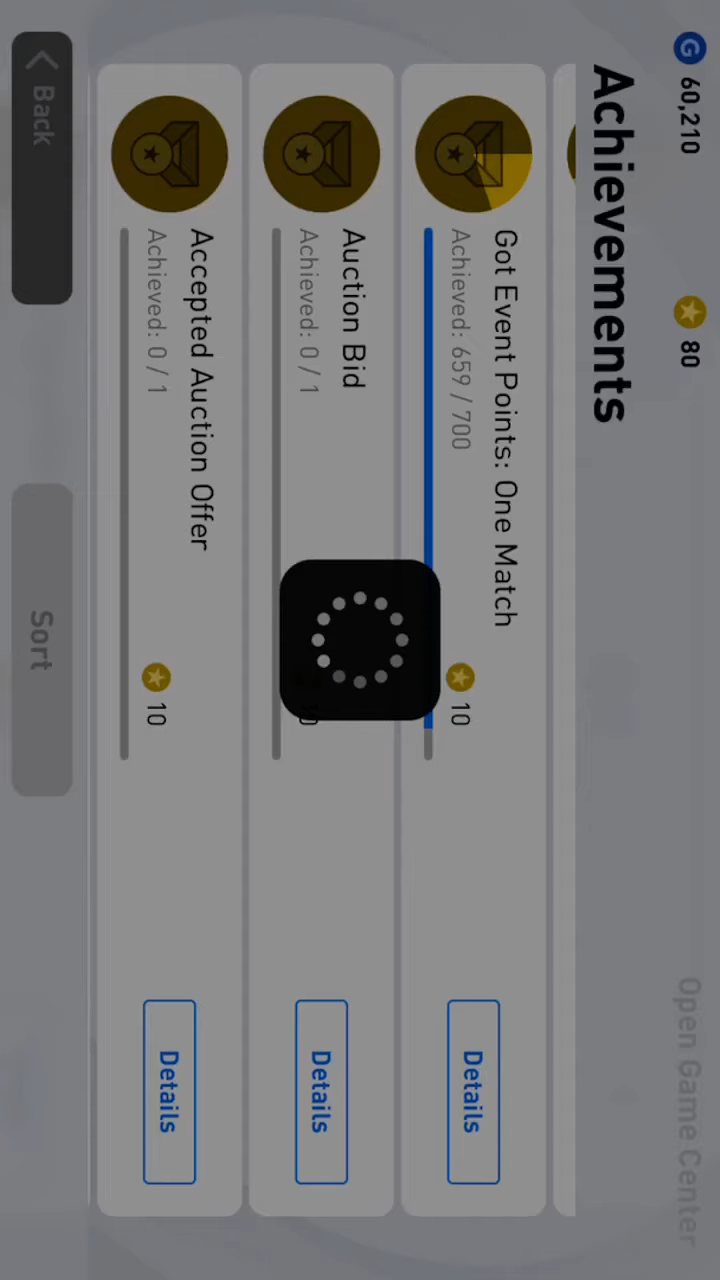 60,210
80
Open Game Center
Achievements
Got Event Points: One Match
Achieved: 659 / 700
10
Details
Auction Bid
Achieved: 0 / 1
Details
Accepted Auction Offer
Achieved: 0 / 1
10
Details
Back
Sort